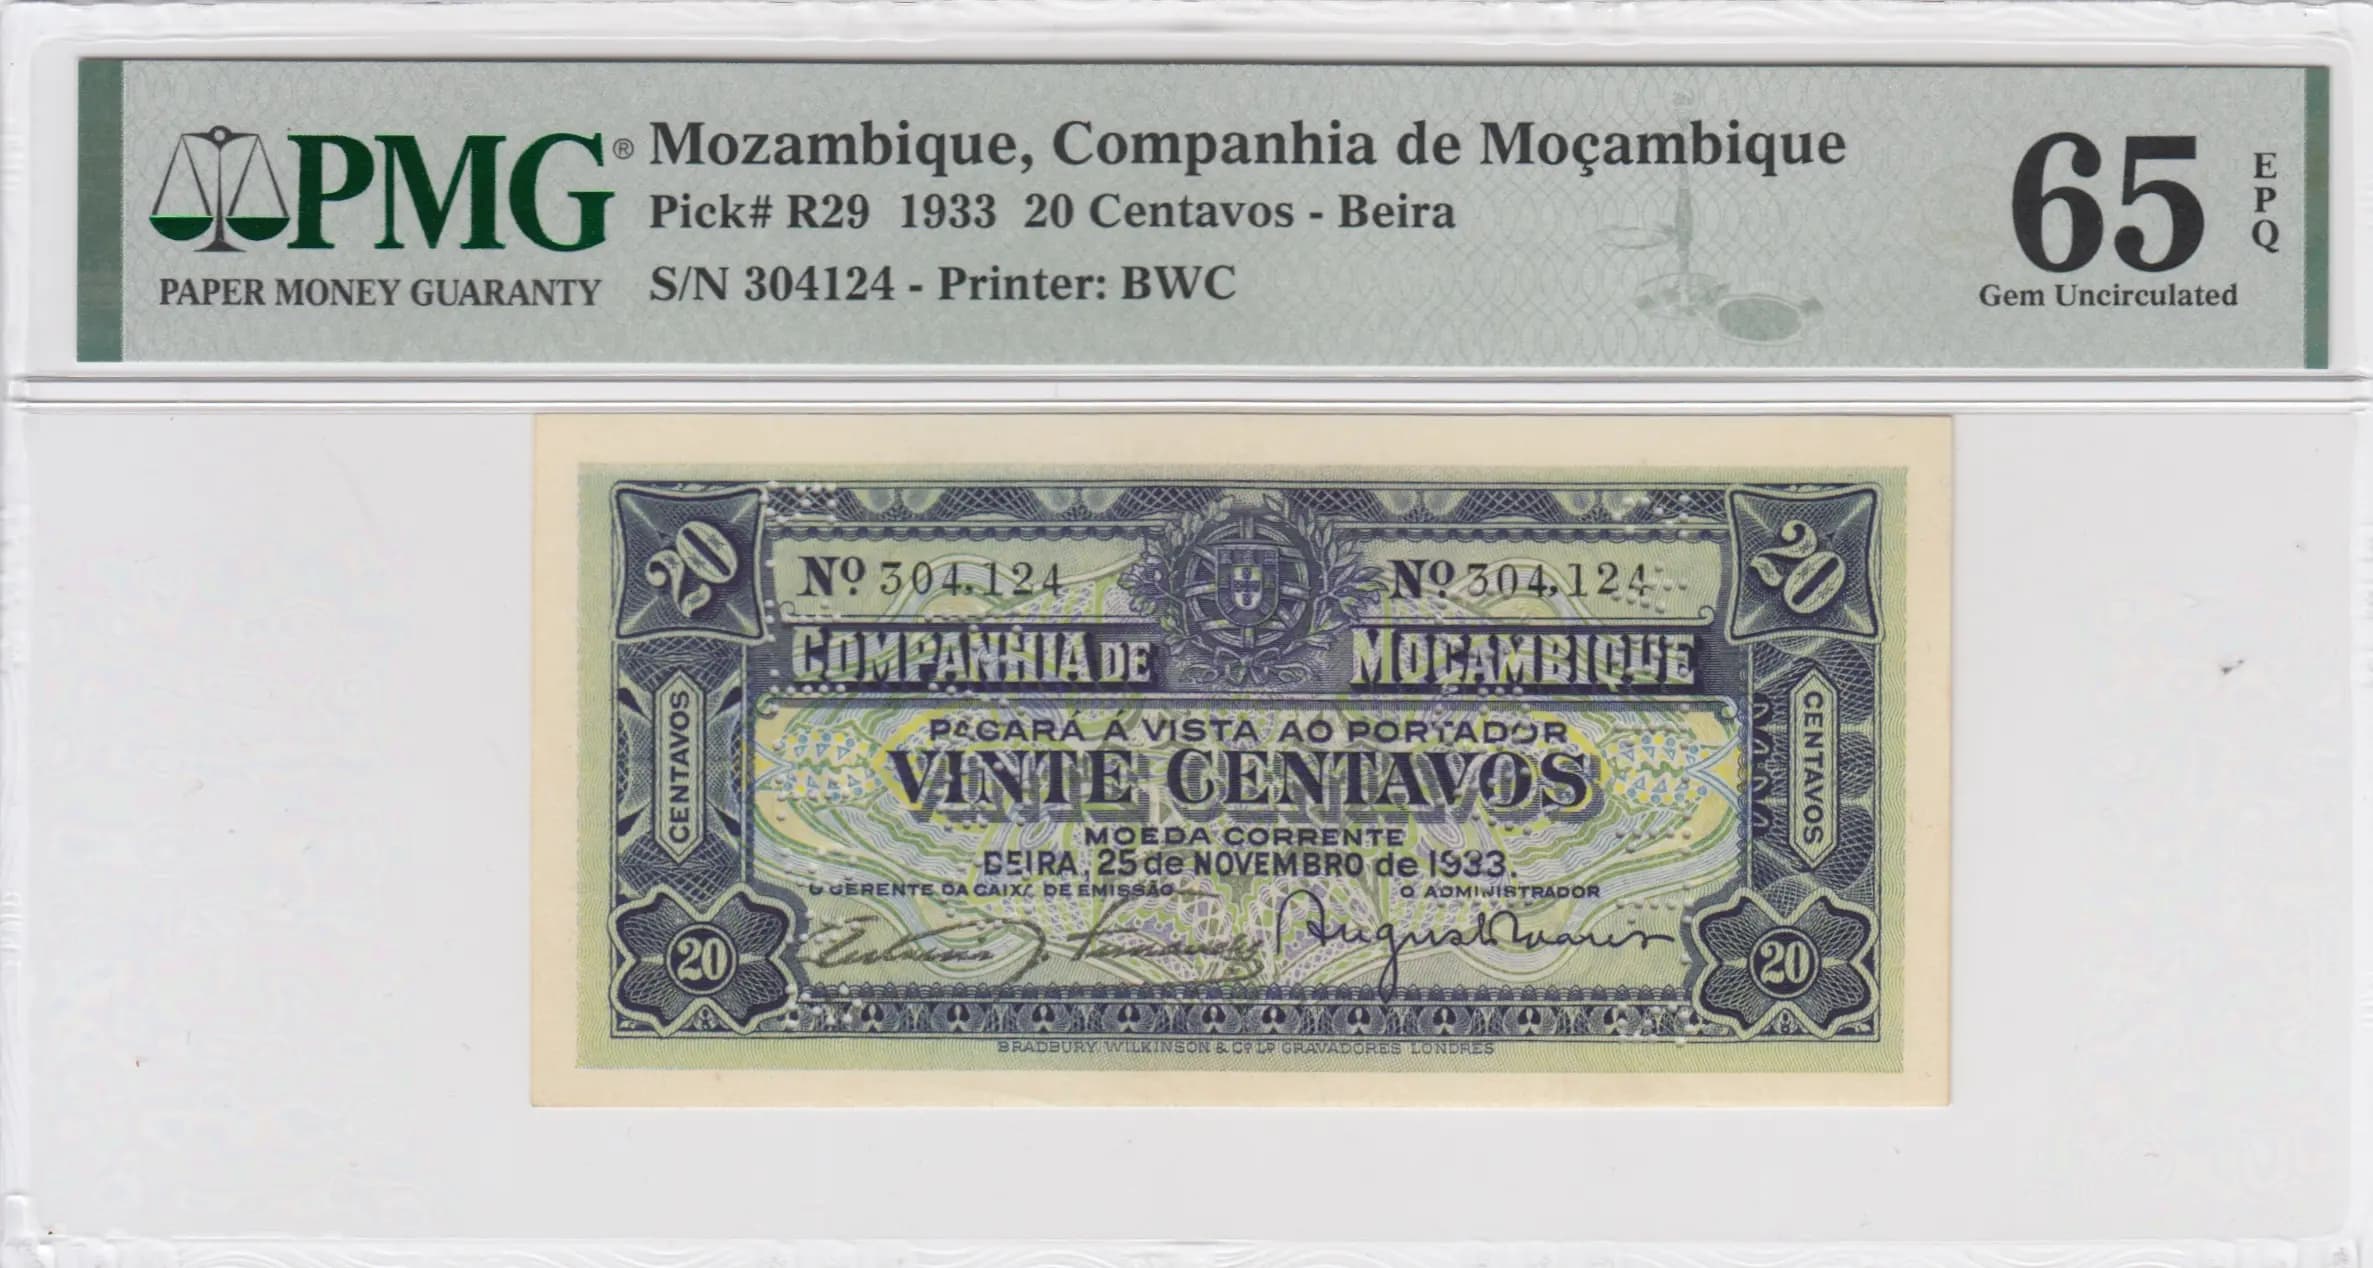 PMG® Mozambique, Companhia de Moçambique
PAPER MONEY GUARANTY
Pick# R29 1933 20 Centavos - Beira
S/N 304124 - Printer: BWC
65 EPQ
Gem Uncirculated
20 20
Nº 304,124 Nº 304,124
COMPANHIA DE MOÇAMBIQUE
CENTAVOS CENTAVOS
PAGARÁ Á VISTA AO PORTADOR
VINTE CENTAVOS
MOEDA CORRENTE
BEIRA, 25 de NOVEMBRO de 1933.
O GERENTE DA CAIXA DE EMISSÃO O ADMINISTRADOR
20 20
BRADBURY, WILKINSON & Cº Lº GRAVADORES LONDRES